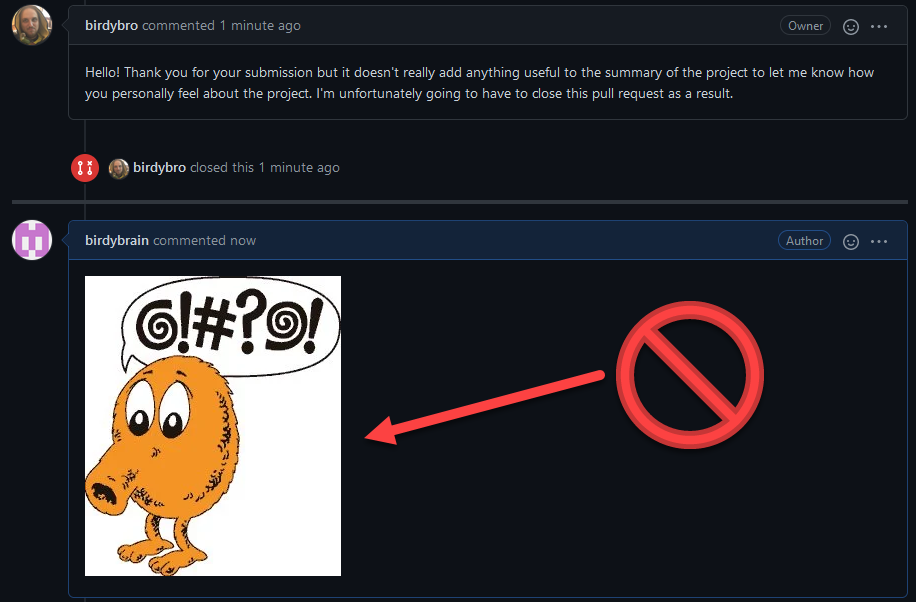 birdybro commented 1 minute ago
Owner
Hello! Thank you for your submission but it doesn't really add anything useful to the summary of the project to let me know how
you personally feel about the project. I'm unfortunately going to have to close this pull request as a result.
birdybro closed this 1 minute ago
birdybrain commented now
Author
@!#?@!